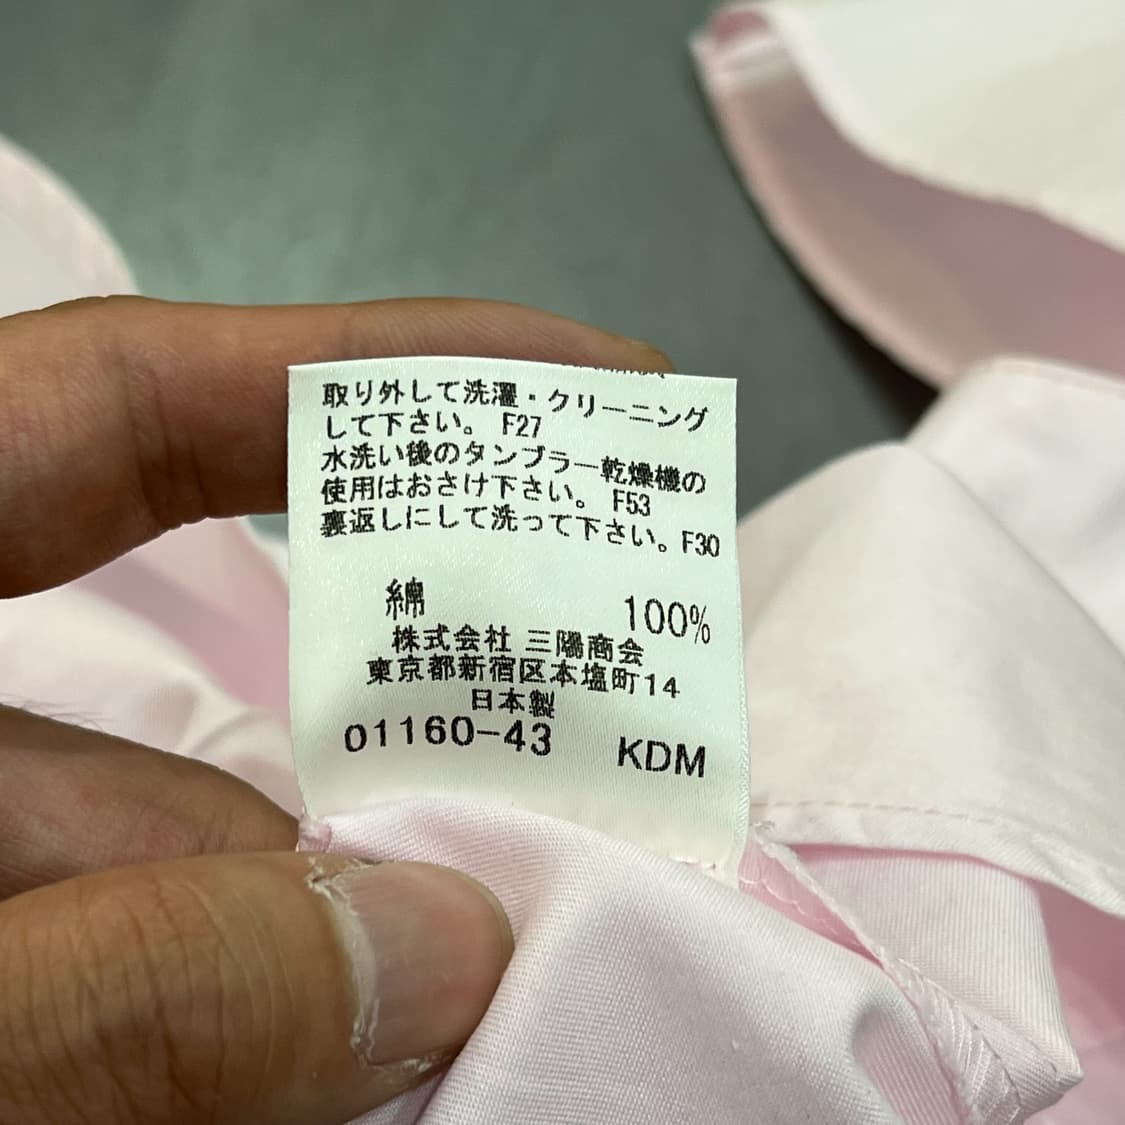 取り外して洗濯・クリーニング
して下さい。 F27
水洗い後のタンブラー乾燥機の
使用はおさけ下さい。 F53
裏返しにして洗って下さい。F30
綿 100%
株式会社 三陽商会
東京都新宿区本塩町14
日本製
01160-43 KDM